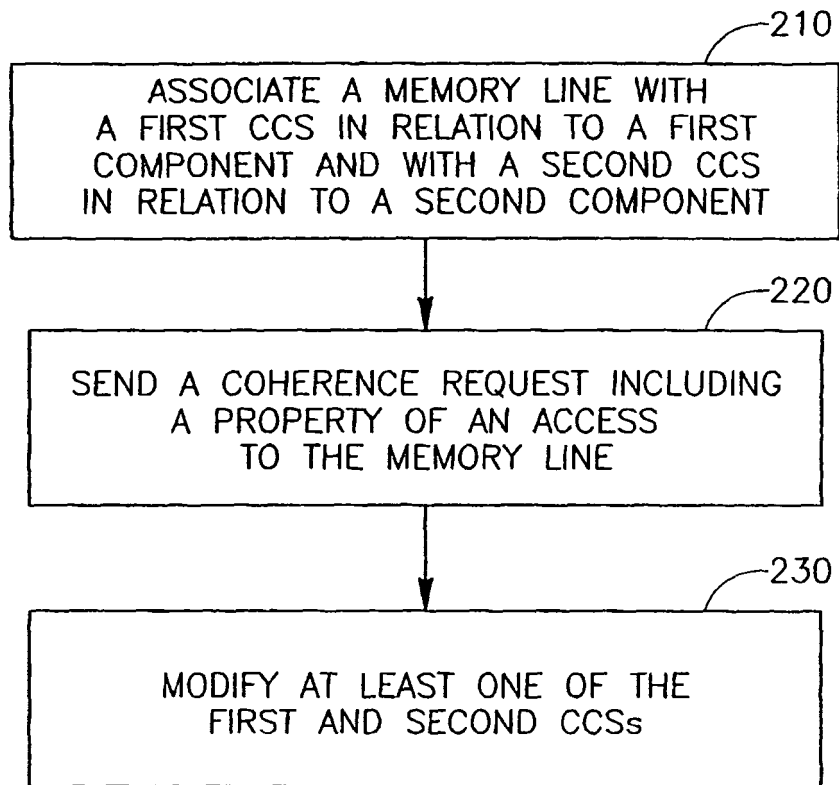 210
ASSOCIATE A MEMORY LINE WITH
A FIRST CCS IN RELATION TO A FIRST
COMPONENT AND WITH A SECOND CCS
IN RELATION TO A SECOND COMPONENT
220
SEND A COHERENCE REQUEST INCLUDING
A PROPERTY OF AN ACCESS
TO THE MEMORY LINE
230
MODIFY AT LEAST ONE OF THE
FIRST AND SECOND CCSs